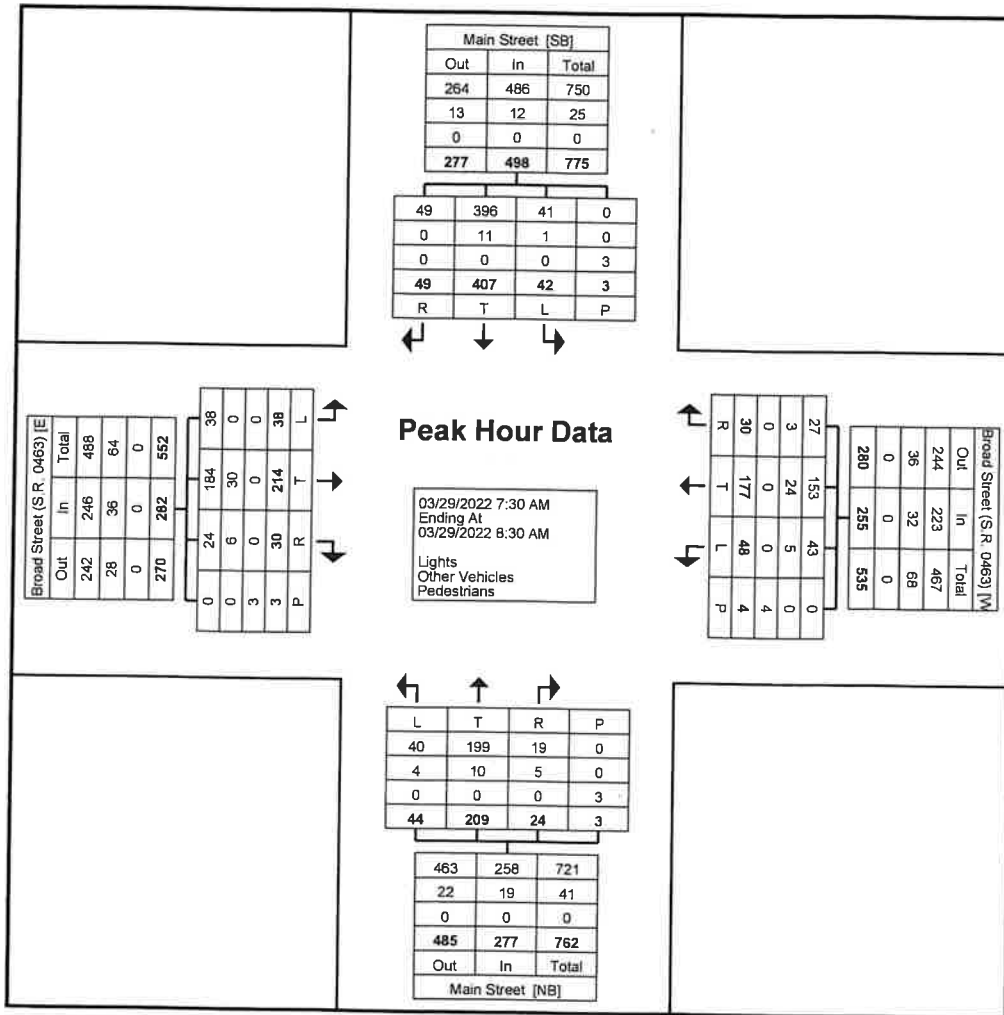 Main Street [SB]
Out In Total
264 486 750
13 12 25
0 0 0
277 498 775
49 396 41 0
0 11 1 0
0 0 0 3
49 407 42 3
R T L P
Broad Street (S.R. 0463) [E
Total 488 64 0 552
In 246 36 0 282
Out 242 28 0 270
38 0 0 38 L
184 30 0 214 T
24 6 0 30 R
0 0 3 3 P
Peak Hour Data
03/29/2022 7:30 AM
Ending At
03/29/2022 8:30 AM
Lights
Other Vehicles
Pedestrians
R 30 0 3 27
T 177 0 24 153
L 48 0 5 43
P 4 4 0 0
Broad Street (S.R. 0463) [W
280 0 36 244 Out
255 0 32 223 In
535 0 68 467 Total
L T R P
40 199 19 0
4 10 5 0
0 0 0 3
44 209 24 3
463 258 721
22 19 41
0 0 0
485 277 762
Out In Total
Main Street [NB]